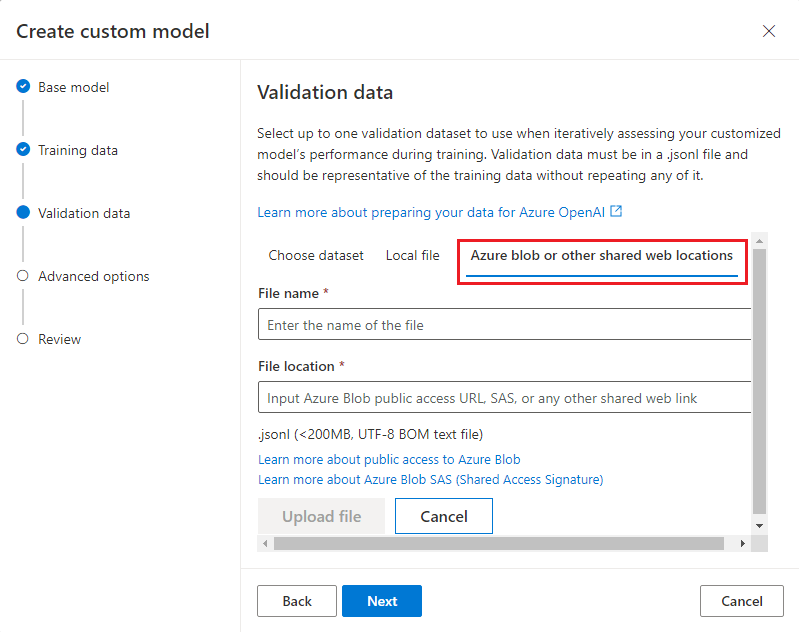 Create custom model
Base model
Training data
Validation data
Advanced options
Review
Validation data
Select up to one validation dataset to use when iteratively assessing your customized
model's performance during training. Validation data must be in a .jsonl file and
should be representative of the training data without repeating any of it.
Learn more about preparing your data for Azure OpenAI
Choose dataset Local file Azure blob or other shared web locations
File name *
Enter the name of the file
File location *
Input Azure Blob public access URL, SAS, or any other shared web link
.jsonl (<200MB, UTF-8 BOM text file)
Learn more about public access to Azure Blob
Learn more about Azure Blob SAS (Shared Access Signature)
Upload file Cancel
Back Next Cancel